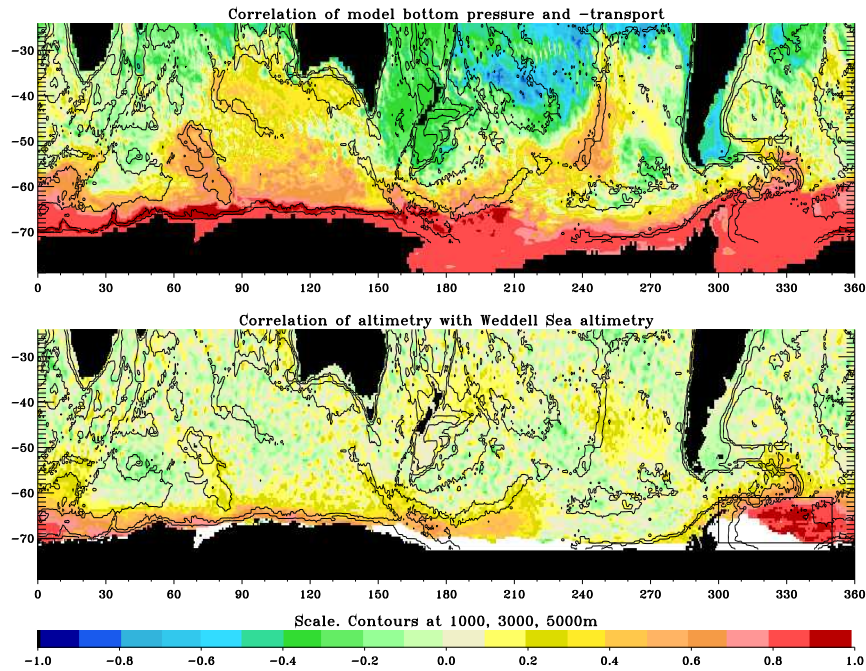 Correlation of model bottom pressure and −transport
−30
−40
−50
−60
−70
0 30 60 90 120 150 180 210 240 270 300 330 360
Correlation of altimetry with Weddell Sea altimetry
−30
−40
−50
−60
−70
0 30 60 90 120 150 180 210 240 270 300 330 360
Scale. Contours at 1000, 3000, 5000m
−1.0 −0.8 −0.6 −0.4 −0.2 0.0 0.2 0.4 0.6 0.8 1.0